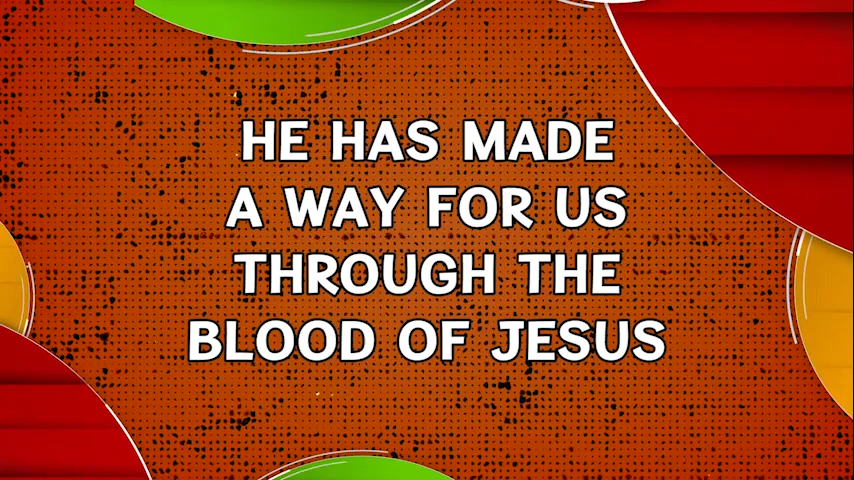 HE HAS MADE
A WAY FOR US
THROUGH THE
BLOOD OF JESUS